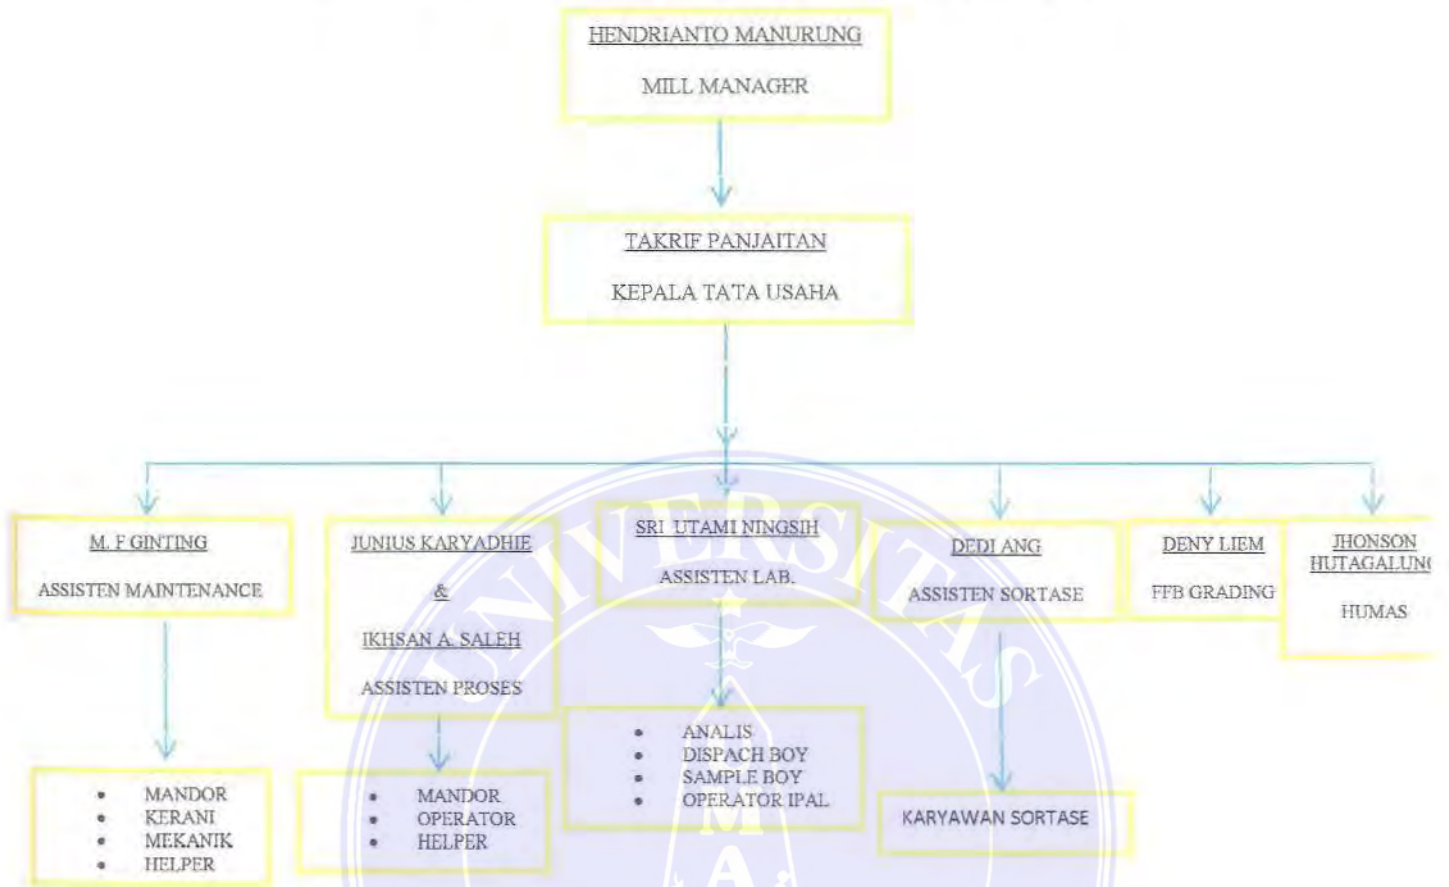 HENDRIANTO MANURUNG
MILL MANAGER
TAKRIF PANJAITAN
KEPALA TATA USAHA
M. F GINTING
ASSISTEN MAINTENANCE
JUNIUS KARYADHIE
&
IKHSAN A. SALEH
ASSISTEN PROSES
SRI UTAMI NINGSIH
ASSISTEN LAB.
DEDI ANG
ASSISTEN SORTASE
DENY LIEM
FFB GRADING
JHONSON
HUTAGALUNG
HUMAS
• MANDOR
• KERANI
• MEKANIK
• HELPER
• MANDOR
• OPERATOR
• HELPER
• ANALIS
• DISPACH BOY
• SAMPLE BOY
• OPERATOR IPAL
KARYAWAN SORTASE
UNIVERSITAS